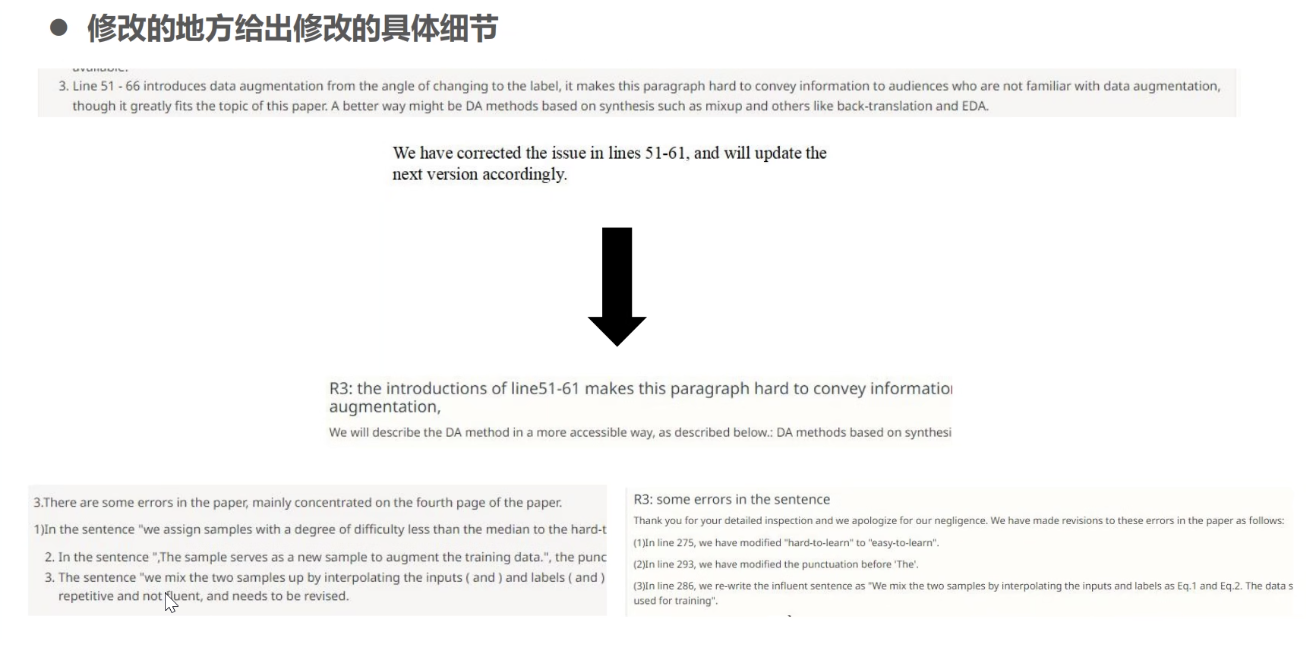 ● 修改的地方给出修改的具体细节
available.
3. Line 51 - 66 introduces data augmentation from the angle of changing to the label, it makes this paragraph hard to convey information to audiences who are not familiar with data augmentation,
though it greatly fits the topic of this paper. A better way might be DA methods based on synthesis such as mixup and others like back-translation and EDA.
We have corrected the issue in lines 51-61, and will update the
next version accordingly.
R3: the introductions of line51-61 makes this paragraph hard to convey informatio
augmentation,
We will describe the DA method in a more accessible way, as described below.: DA methods based on synthesi
3.There are some errors in the paper, mainly concentrated on the fourth page of the paper.
1)In the sentence "we assign samples with a degree of difficulty less than the median to the hard-t
2. In the sentence ",The sample serves as a new sample to augment the training data.", the punc
3. The sentence "we mix the two samples up by interpolating the inputs ( and ) and labels ( and )
repetitive and not fluent, and needs to be revised.
R3: some errors in the sentence
Thank you for your detailed inspection and we apologize for our negligence. We have made revisions to these errors in the paper as follows:
(1)In line 275, we have modified "hard-to-learn" to "easy-to-learn".
(2)In line 293, we have modified the punctuation before 'The'.
(3)In line 286, we re-write the influent sentence as "We mix the two samples by interpolating the inputs and labels as Eq.1 and Eq.2. The data s
used for training".